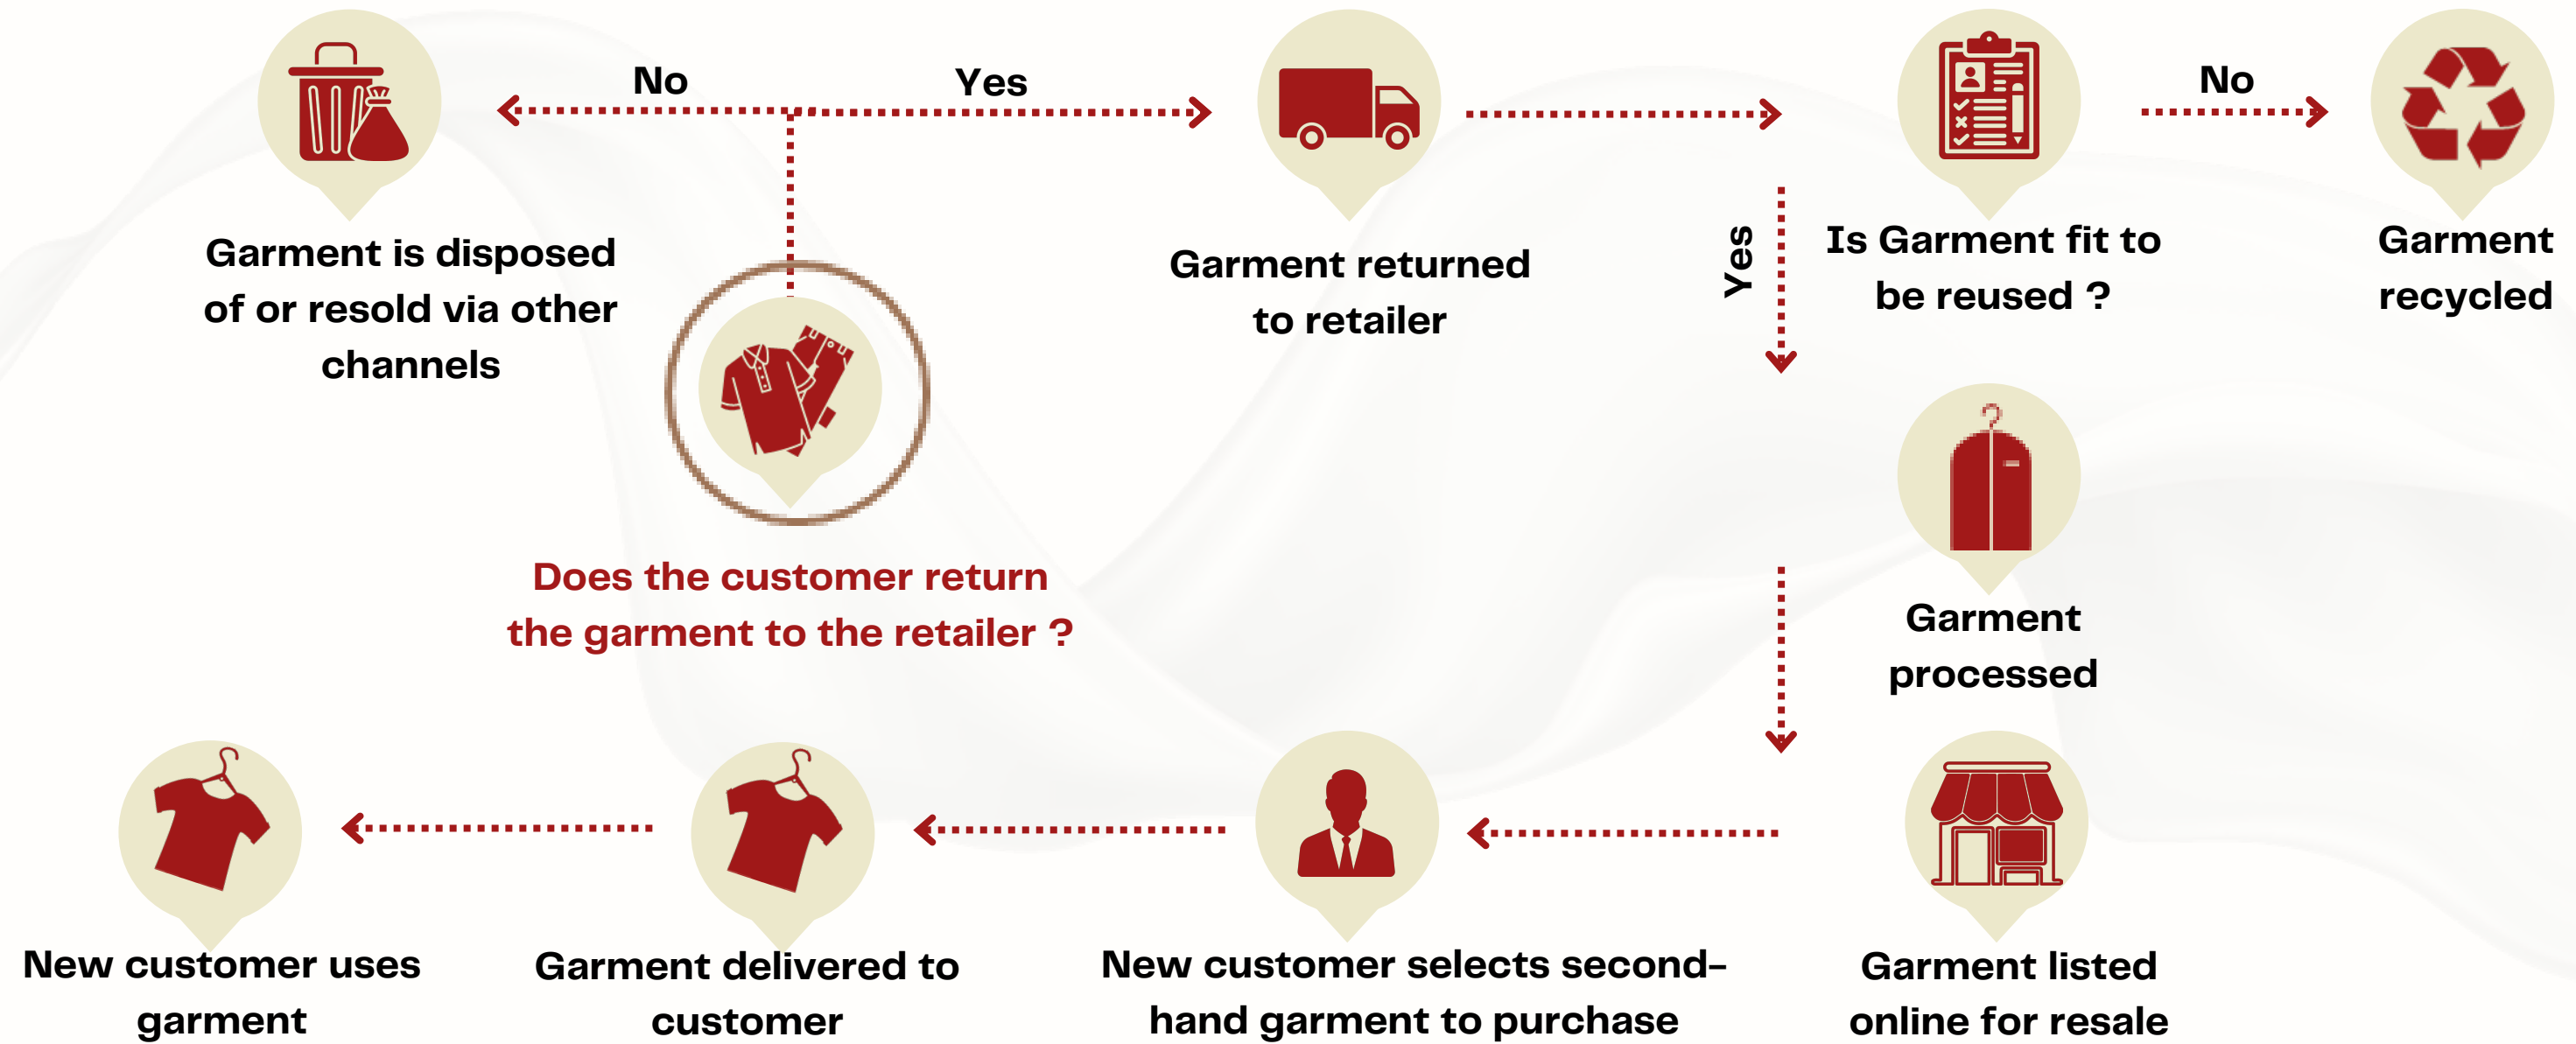 No
Yes
No
Garment is disposed
of or resold via other
channels
Garment returned
to retailer
Yes
Is Garment fit to
be reused ?
Garment
recycled
Does the customer return
the garment to the retailer ?
Garment
processed
New customer uses
garment
Garment delivered to
customer
New customer selects second-
hand garment to purchase
Garment listed
online for resale